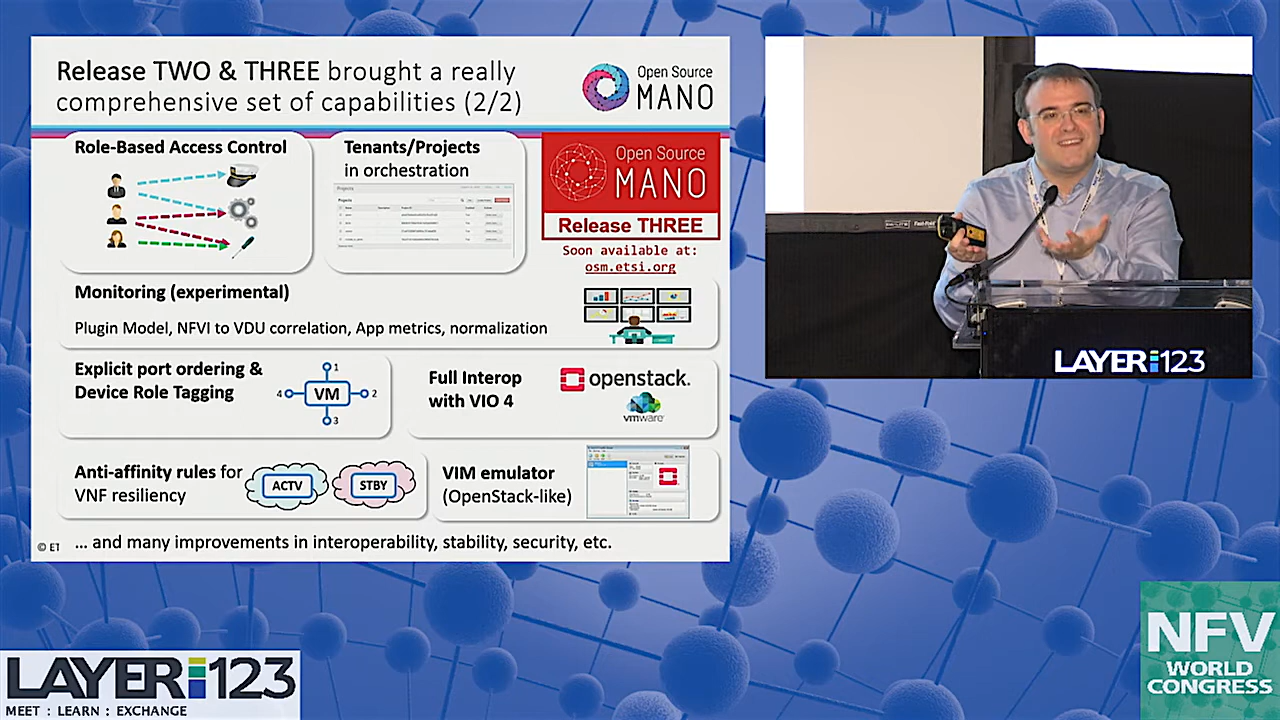 Release TWO & THREE brought a really
comprehensive set of capabilities (2/2)
Open Source
MANO
Role-Based Access Control
Tenants/Projects
in orchestration
Projects
Projects
Open Source
MANO
Release THREE
Soon available at:
osm.etsi.org
Monitoring (experimental)
Plugin Model, NFVI to VDU correlation, App metrics, normalization
Explicit port ordering &
Device Role Tagging
1
4
VM
2
3
Full Interop
with VIO 4
openstack.
vmware
Anti-affinity rules for
VNF resiliency
ACTV
STBY
VIM emulator
(OpenStack-like)
© ET
... and many improvements in interoperability, stability, security, etc.
LAYER123
LAYER123
MEET : LEARN : EXCHANGE
NFV
WORLD
CONGRESS